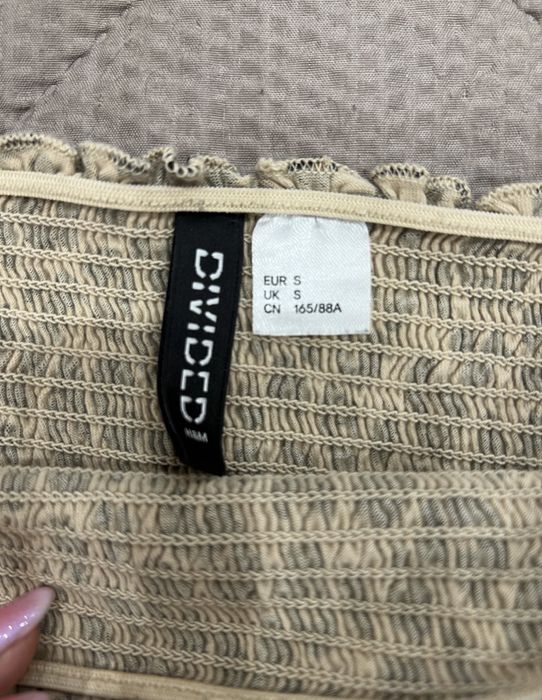 DIVIDED
H&M
EUR S
UK S
CN 165/88A